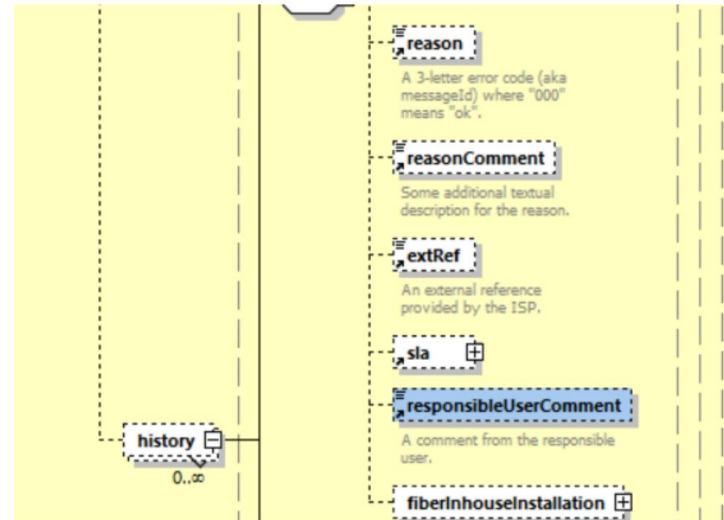 reason
A 3-letter error code (aka
messageId) where "000"
means "ok".
reasonComment
Some additional textual
description for the reason.
extRef
An external reference
provided by the ISP.
sla
responsibleUserComment
A comment from the responsible
user.
history
0..∞
fiberInhouseInstallation